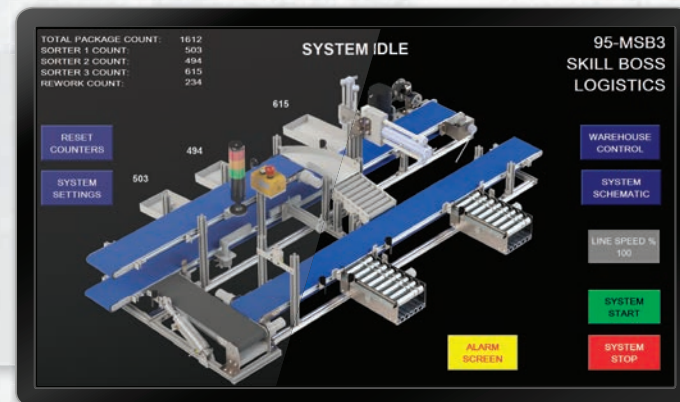 TOTAL PACKAGE COUNT: 1612
SORTER 1 COUNT: 503
SORTER 2 COUNT: 494
SORTER 3 COUNT: 615
REWORK COUNT: 234
SYSTEM IDLE
95-MSB3
SKILL BOSS
LOGISTICS
615
494
503
RESET
COUNTERS
SYSTEM
SETTINGS
WAREHOUSE
CONTROL
SYSTEM
SCHEMATIC
LINE SPEED %
100
SYSTEM
START
ALARM
SCREEN
SYSTEM
STOP